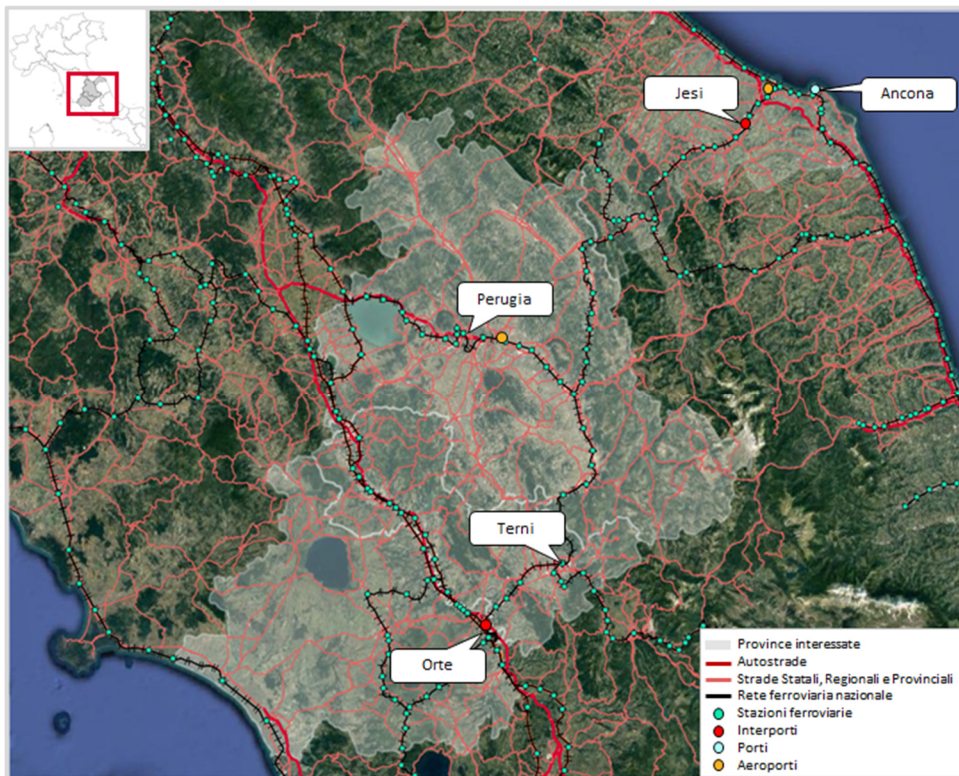 Jesi
Ancona
Perugia
Terni
Orte
Province interessate
Autostrade
Strade Statali, Regionali e Provinciali
Rete ferroviaria nazionale
Stazioni ferroviarie
Interporti
Porti
Aeroporti